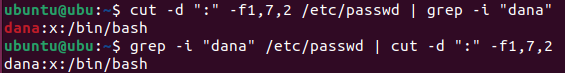 ubuntu@ubu:~$ cut -d ":" -f1,7,2 /etc/passwd | grep -i "dana"
dana:x:/bin/bash
ubuntu@ubu:~$ grep -i "dana" /etc/passwd | cut -d ":" -f1,7,2
dana:x:/bin/bash